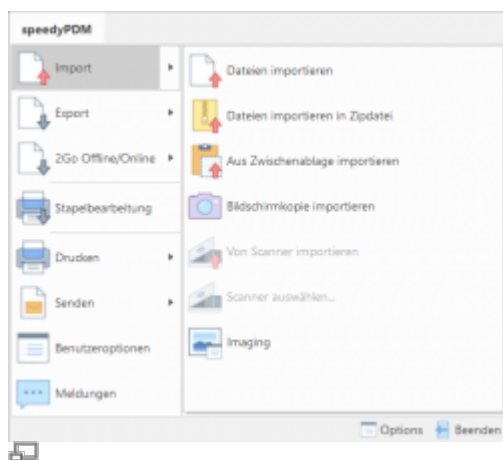 speedyPDM
Import
Export
2Go Offline/Online
Stapelbearbeitung
Drucken
Senden
Benutzeroptionen
Meldungen
Dateien importieren
Dateien importieren in Zipdatei
Aus Zwischenablage importieren
Bildschirmkopie importieren
Von Scanner importieren
Scanner auswählen...
Imaging
Options
Beenden